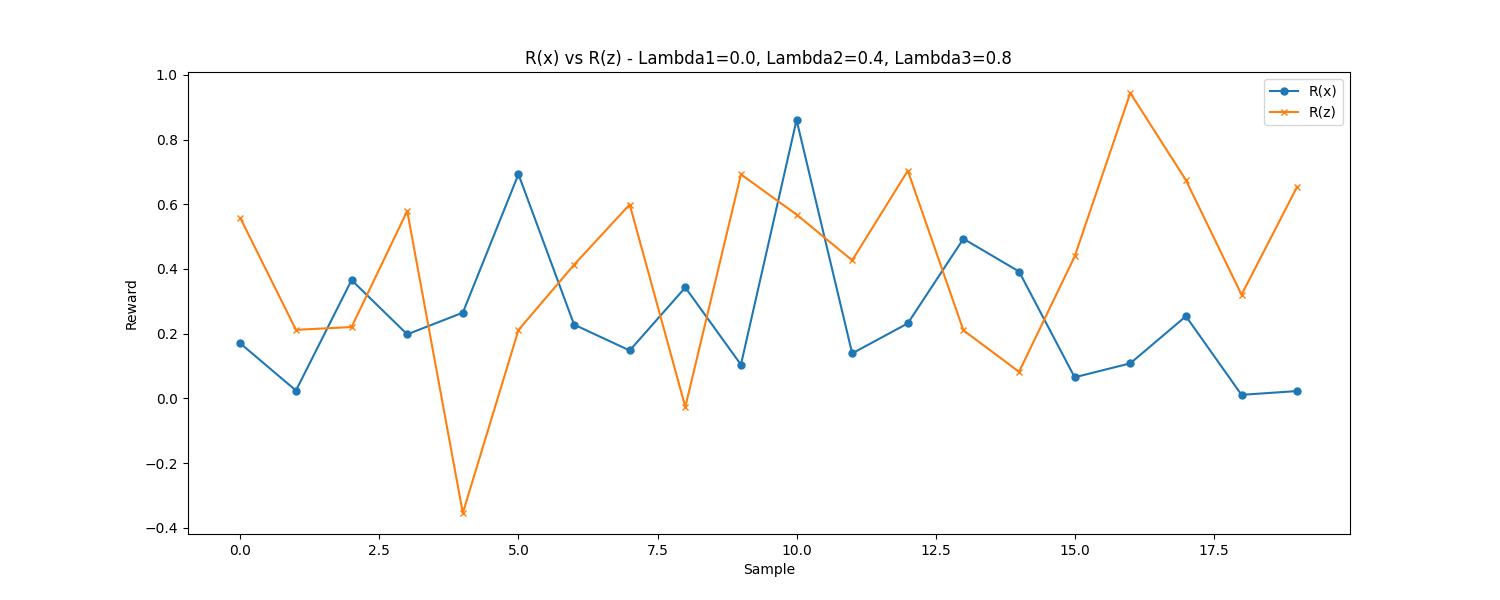 R(x) vs R(z) - Lambda1=0.0, Lambda2=0.4, Lambda3=0.8
R(x)
R(z)
Reward
1.0
0.8
0.6
0.4
0.2
0.0
−0.2
−0.4
0.0 2.5 5.0 7.5 10.0 12.5 15.0 17.5
Sample